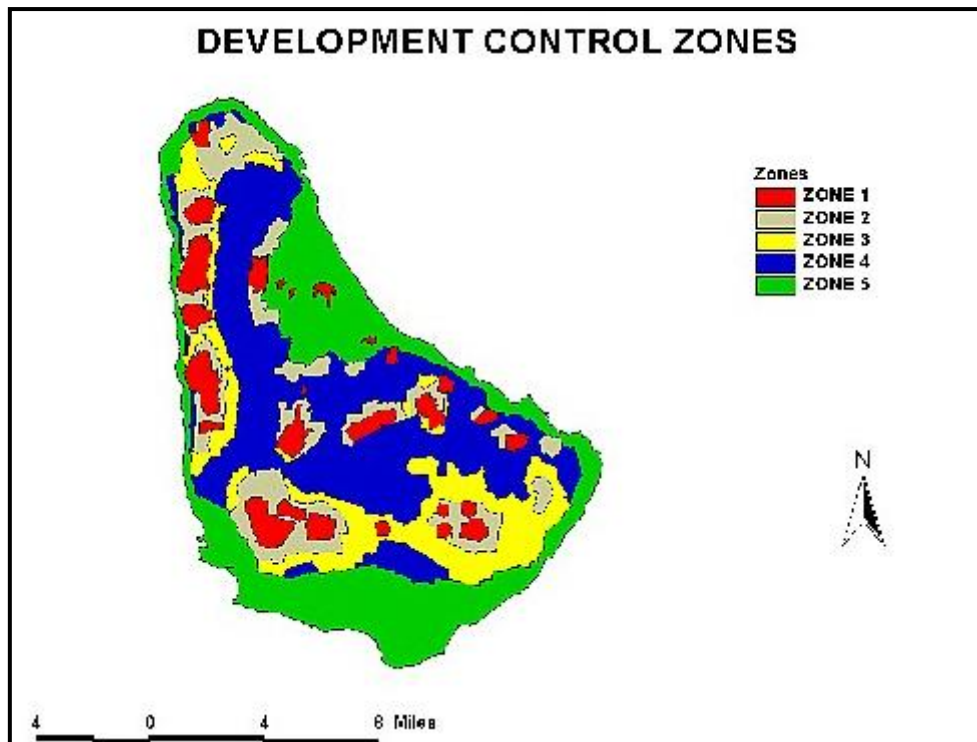 DEVELOPMENT CONTROL ZONES
Zones
ZONE 1
ZONE 2
ZONE 3
ZONE 4
ZONE 5
N
4 0 4 8 Miles